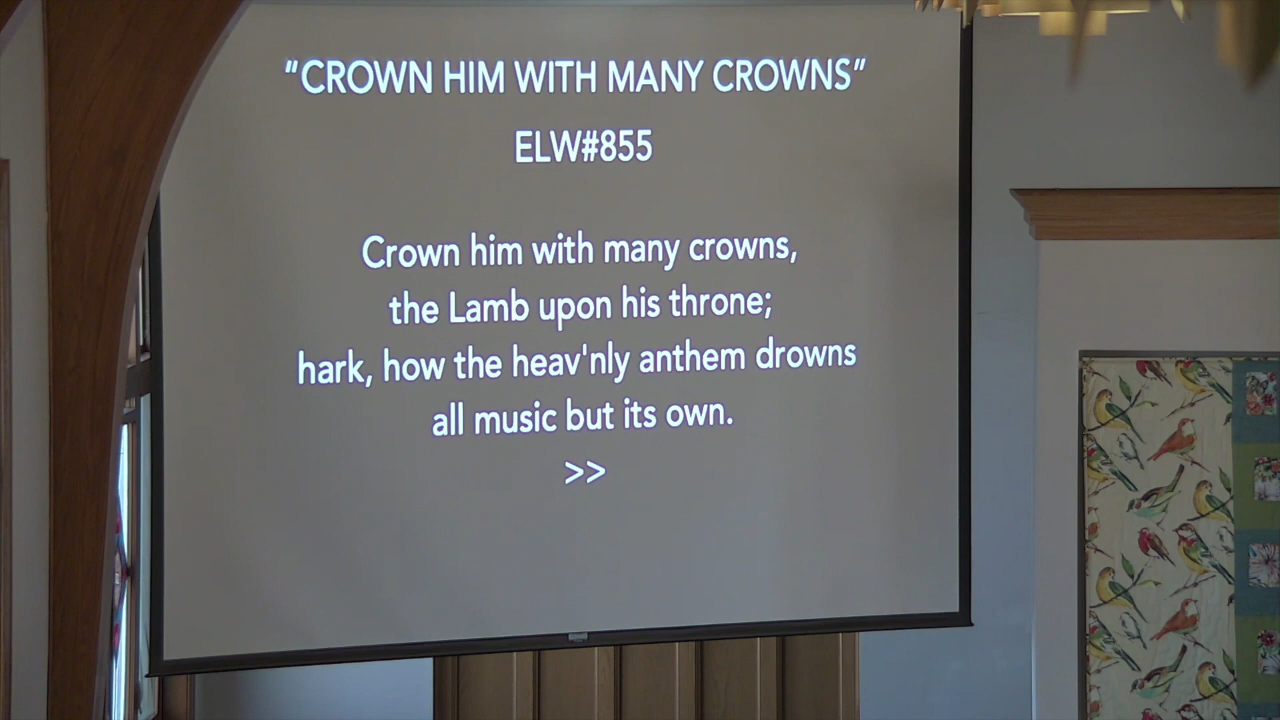 “CROWN HIM WITH MANY CROWNS”
ELW#855
Crown him with many crowns,
the Lamb upon his throne;
hark, how the heav'nly anthem drowns
all music but its own.
>>